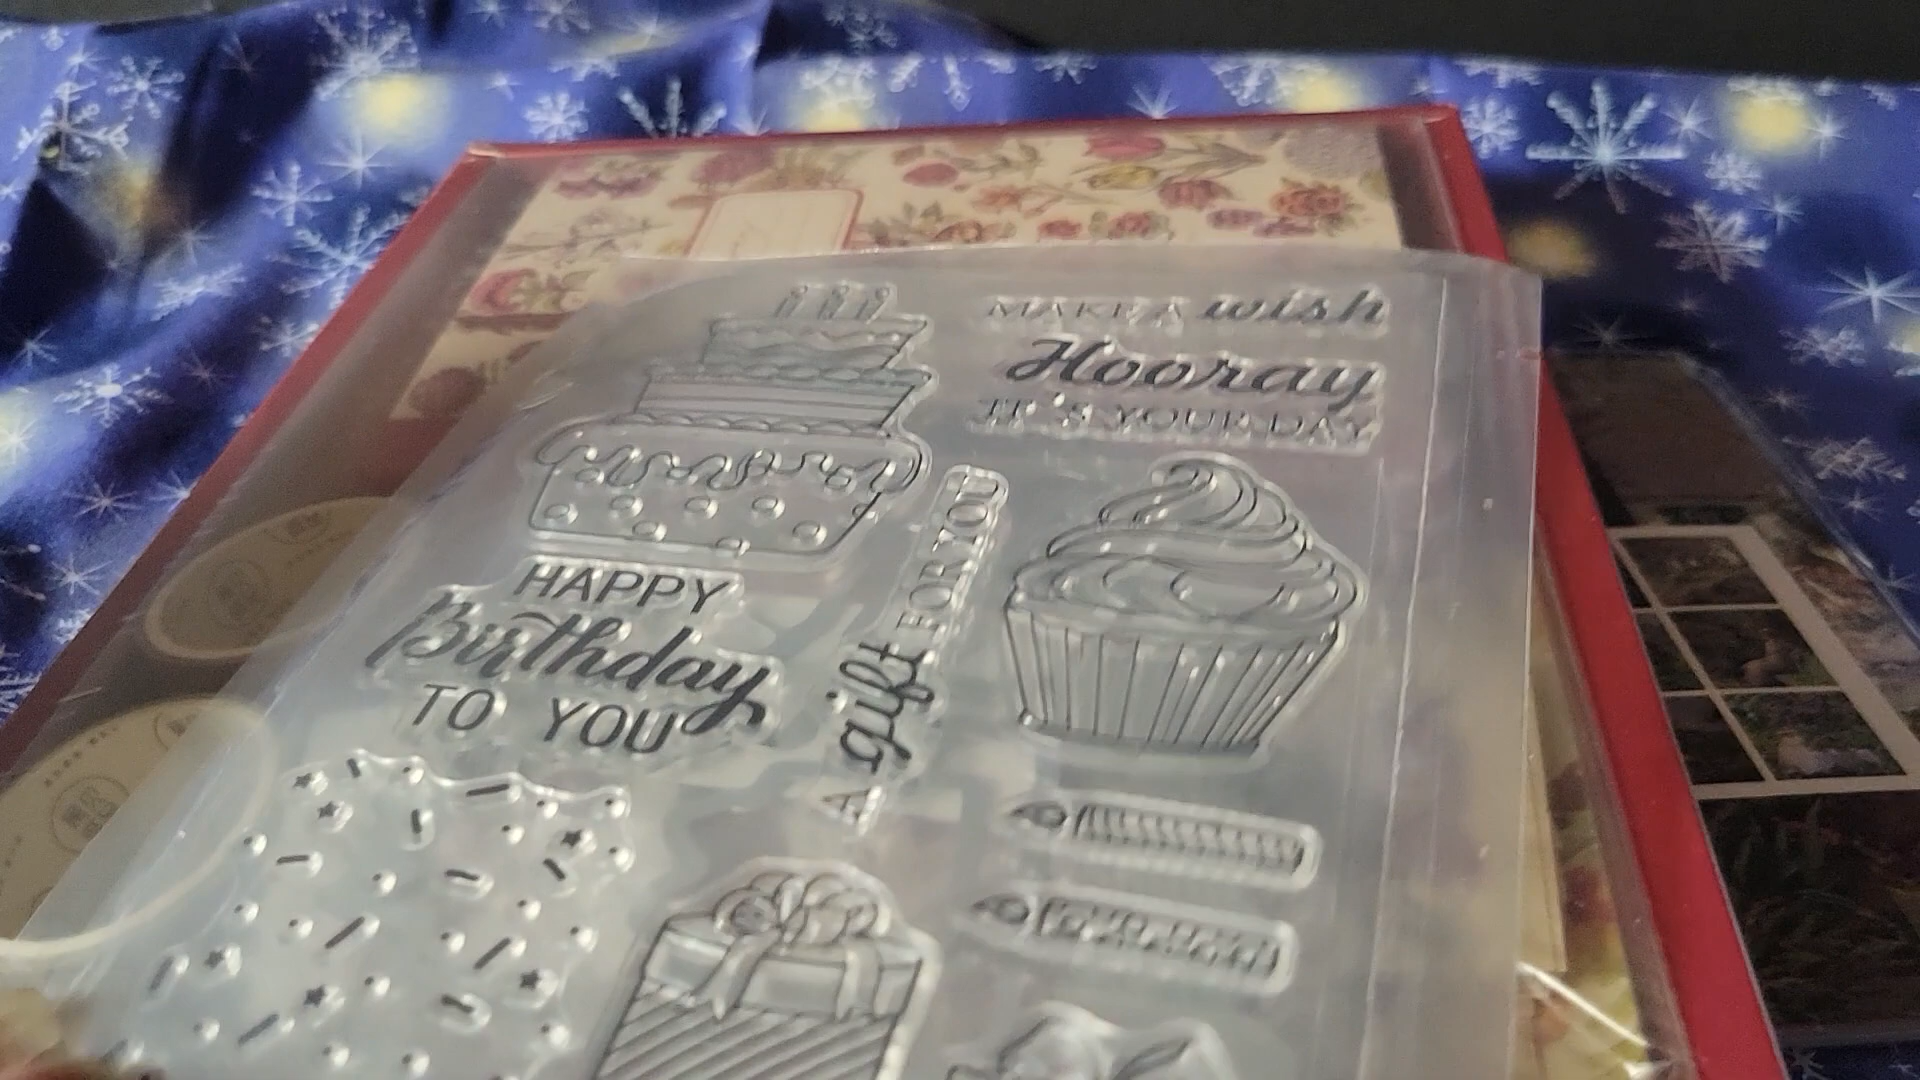 MAKE A wish
Hooray
IT'S YOUR DAY
HAPPY
Birthday
TO YOU
A gift FOR YOU